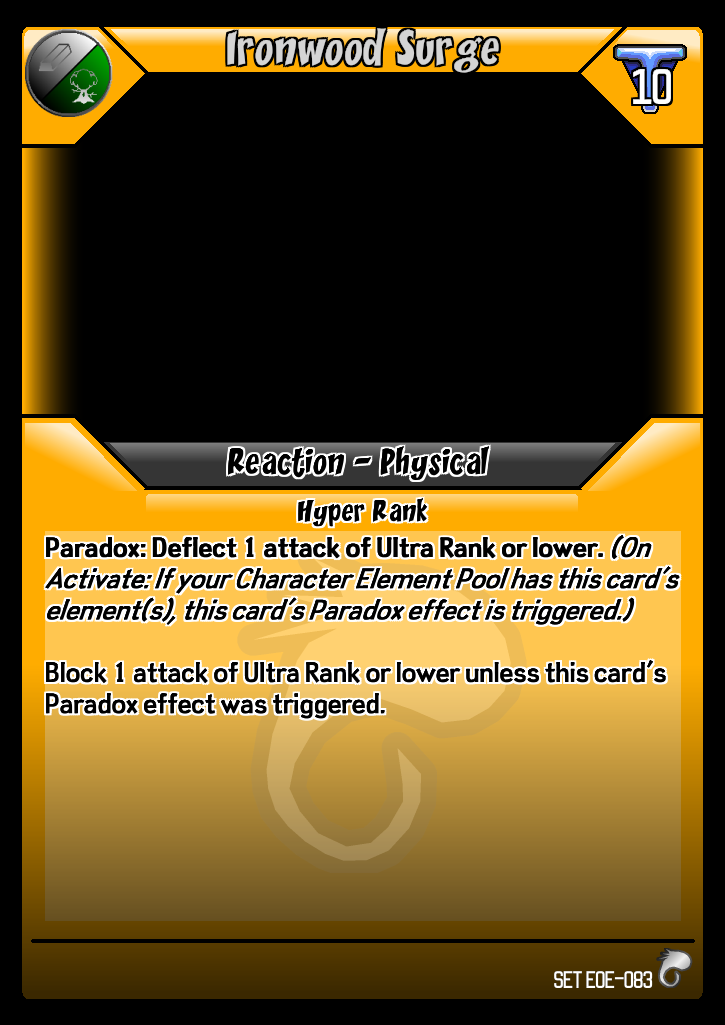 Ironwood Surge
10
Reaction - Physical
Hyper Rank
Paradox: Deflect 1 attack of Ultra Rank or lower. (On
Activate: If your Character Element Pool has this card's
element(s), this card's Paradox effect is triggered.)
Block 1 attack of Ultra Rank or lower unless this card's
Paradox effect was triggered.
SET EOE-083